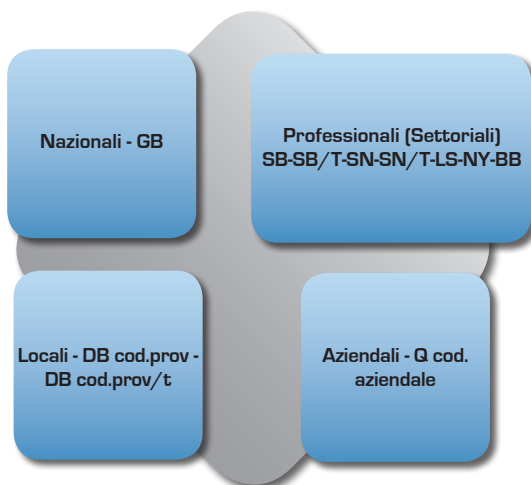 Nazionali - GB
Professionali (Settoriali)
SB-SB/T-SN-SN/T-LS-NY-BB
Locali - DB cod.prov -
DB cod.prov/t
Aziendali - Q cod.
aziendale